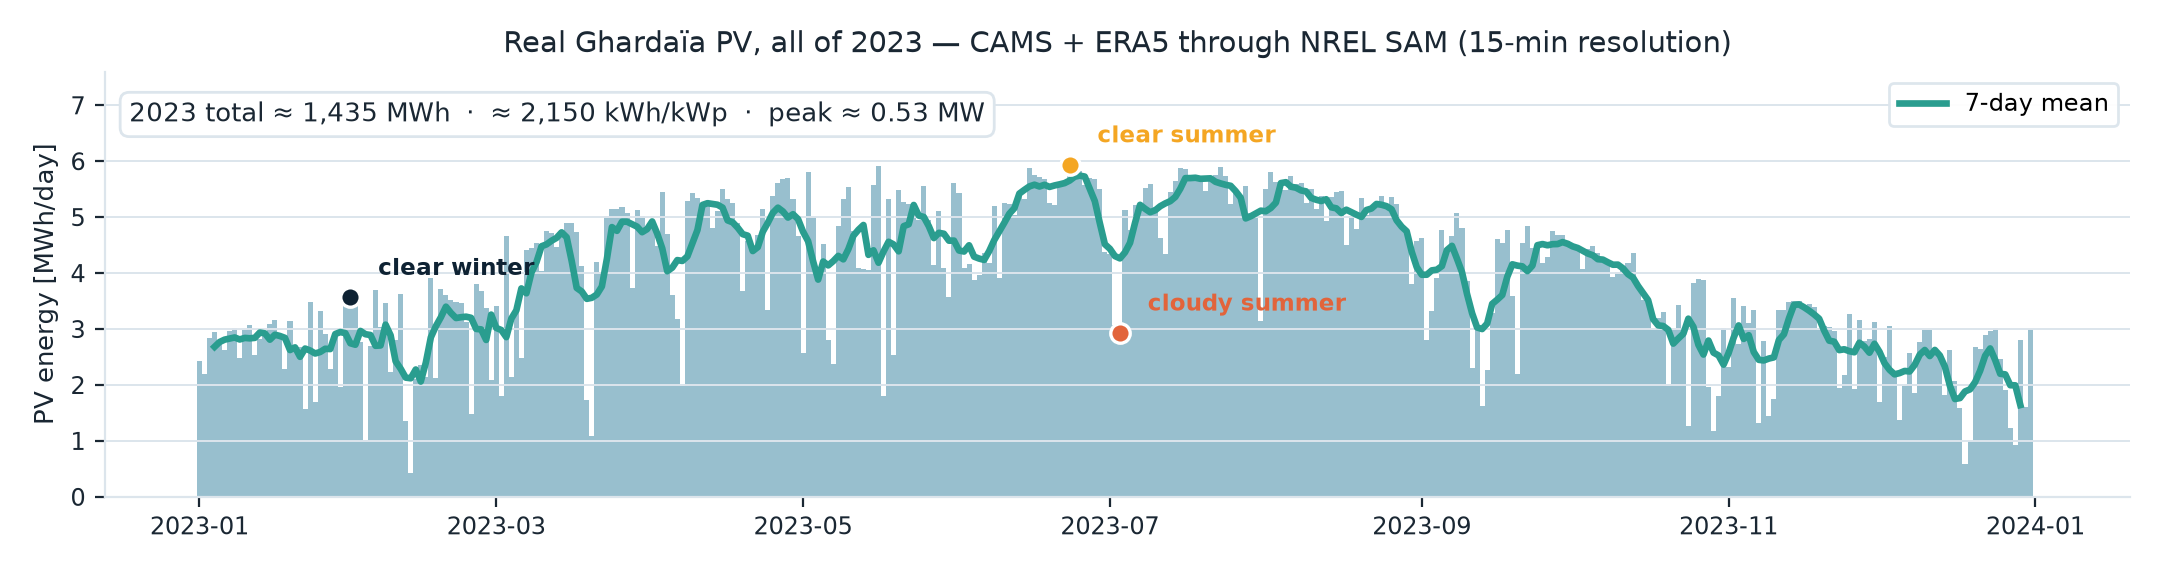 Real Ghardaïa PV, all of 2023 — CAMS + ERA5 through NREL SAM (15-min resolution)
2023 total ≈ 1,435 MWh · ≈ 2,150 kWh/kWp · peak ≈ 0.53 MW
7-day mean
clear summer
clear winter
cloudy summer
PV energy [MWh/day]
7
6
5
4
3
2
1
0
2023-01
2023-03
2023-05
2023-07
2023-09
2023-11
2024-01